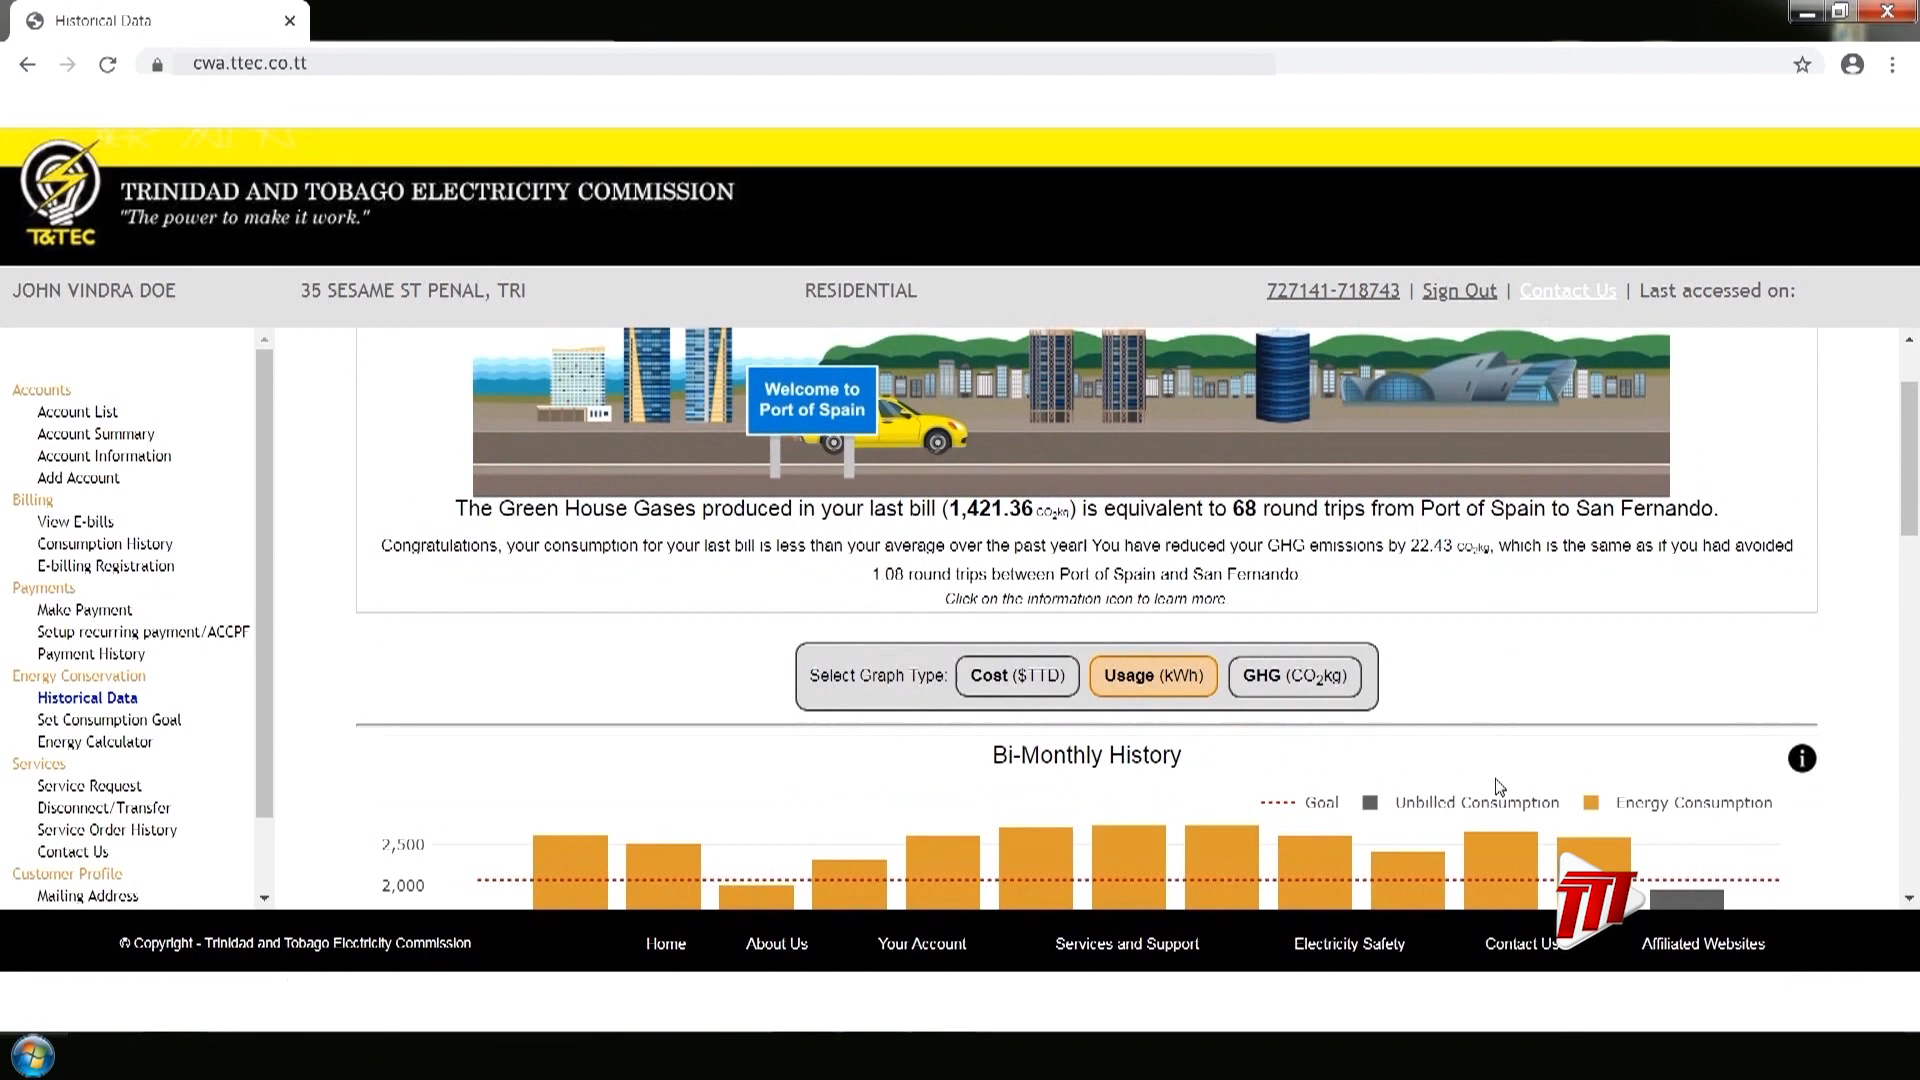 Historical Data
cwa.ttec.co.tt
TRINIDAD AND TOBAGO ELECTRICITY COMMISSION
"The power to make it work."
T&TEC
JOHN VINDRA DOE
35 SESAME ST PENAL, TRI
RESIDENTIAL
727141-718743 | Sign Out | Contact Us | Last accessed on:
Accounts
Account List
Account Summary
Account Information
Add Account
Billing
View E-bills
Consumption History
E-billing Registration
Payments
Make Payment
Setup recurring payment/ACCPF
Payment History
Energy Conservation
Historical Data
Set Consumption Goal
Energy Calculator
Services
Service Request
Disconnect/Transfer
Service Order History
Contact Us
Customer Profile
Mailing Address
Welcome to
Port of Spain
The Green House Gases produced in your last bill (1,421.36 CO₂kg) is equivalent to 68 round trips from Port of Spain to San Fernando.
Congratulations, your consumption for your last bill is less than your average over the past year! You have reduced your GHG emissions by 22.43 CO₂kg, which is the same as if you had avoided
1.08 round trips between Port of Spain and San Fernando.
Click on the information icon to learn more.
Select Graph Type: Cost ($TTD) Usage (kWh) GHG (CO₂kg)
Bi-Monthly History
Goal Unbilled Consumption Energy Consumption
2,500
2,000
TTT
© Copyright - Trinidad and Tobago Electricity Commission
Home
About Us
Your Account
Services and Support
Electricity Safety
Contact Us
Affiliated Websites